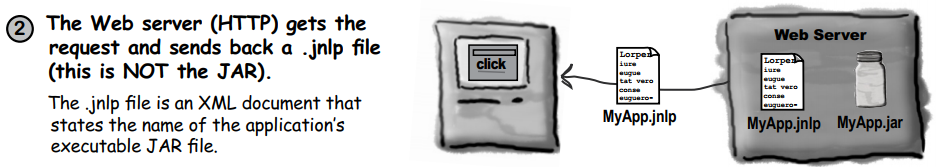 2
The Web server (HTTP) gets the
request and sends back a .jnlp file
(this is NOT the JAR).
The .jnlp file is an XML document that
states the name of the application's
executable JAR file.
click
Lorper
iure
eugue
tat vero
conse
euguero-
MyApp.jnlp
Web Server
Lorper
iure
eugue
tat vero
conse
euguero-
MyApp.jnlp
MyApp.jar